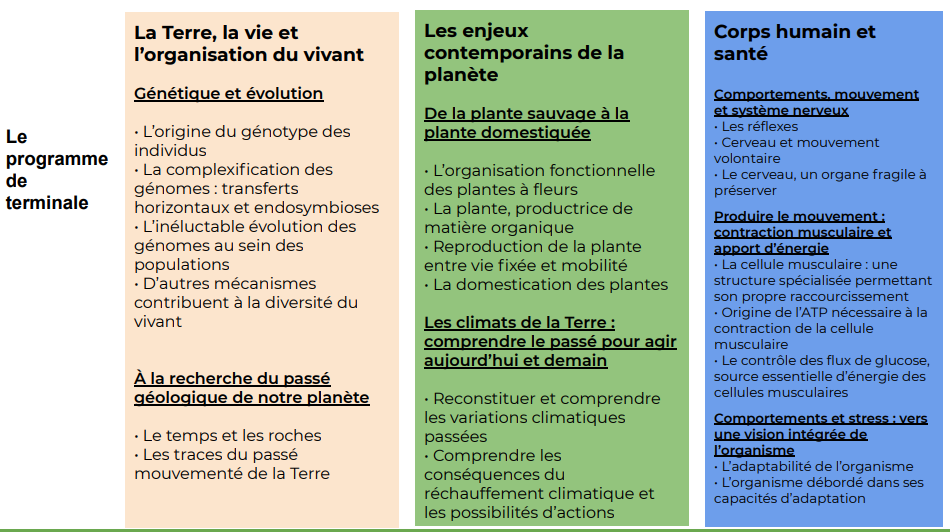 Le
programme
de
terminale
La Terre, la vie et
l'organisation du vivant
Génétique et évolution
• L'origine du génotype des
individus
• La complexification des
génomes : transferts
horizontaux et endosymbioses
• L'inéluctable évolution des
génomes au sein des
populations
• D'autres mécanismes
contribuent à la diversité du
vivant
À la recherche du passé
géologique de notre planète
• Le temps et les roches
• Les traces du passé
mouvementé de la Terre
Les enjeux
contemporains de la
planète
De la plante sauvage à la
plante domestiquée
• L'organisation fonctionnelle
des plantes à fleurs
• La plante, productrice de
matière organique
• Reproduction de la plante
entre vie fixée et mobilité
• La domestication des plantes
Les climats de la Terre :
comprendre le passé pour agir
aujourd'hui et demain
• Reconstituer et comprendre
les variations climatiques
passées
• Comprendre les
conséquences du
réchauffement climatique et
les possibilités d'actions
Corps humain et
santé
Comportements, mouvement
et système nerveux
• Les réflexes
• Cerveau et mouvement
volontaire
• Le cerveau, un organe fragile à
préserver
Produire le mouvement :
contraction musculaire et
apport d'énergie
• La cellule musculaire : une
structure spécialisée permettant
son propre raccourcissement
• Origine de l'ATP nécessaire à la
contraction de la cellule
musculaire
• Le contrôle des flux de glucose,
source essentielle d'énergie des
cellules musculaires
Comportements et stress : vers
une vision intégrée de
l'organisme
• L'adaptabilité de l'organisme
• L'organisme débordé dans ses
capacités d'adaptation